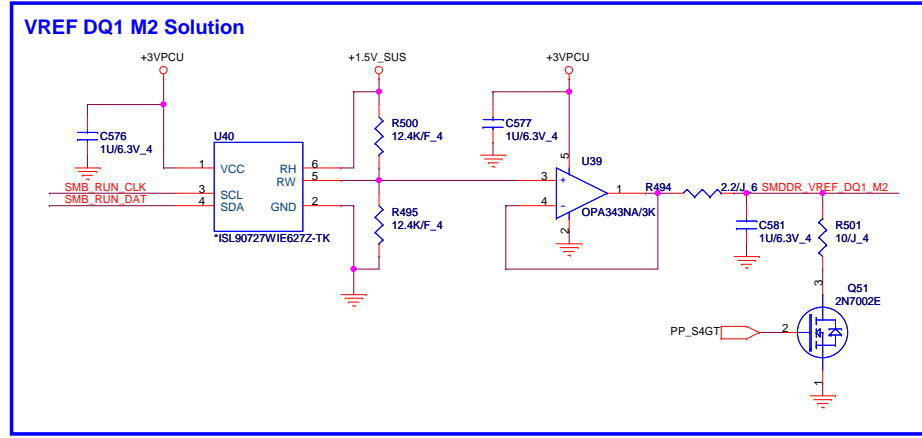 VREF DQ1 M2 Solution
+3VPCU
+1.5V_SUS
+3VPCU
C576
1U/6.3V_4
U40
1
VCC
3
SCL
4
SDA
RH
6
RW
5
GND
2
*ISL90727WIE627Z-TK
SMB_RUN_CLK
SMB_RUN_DAT
R500
12.4K/F_4
R495
12.4K/F_4
C577
1U/6.3V_4
U39
5
3
+
4
-
1
2
OPA343NA/3K
R494
2.2/J_6
SMDDR_VREF_DQ1_M2
C581
1U/6.3V_4
R501
10/J_4
3
Q51
2N7002E
PP_S4GT
2
1